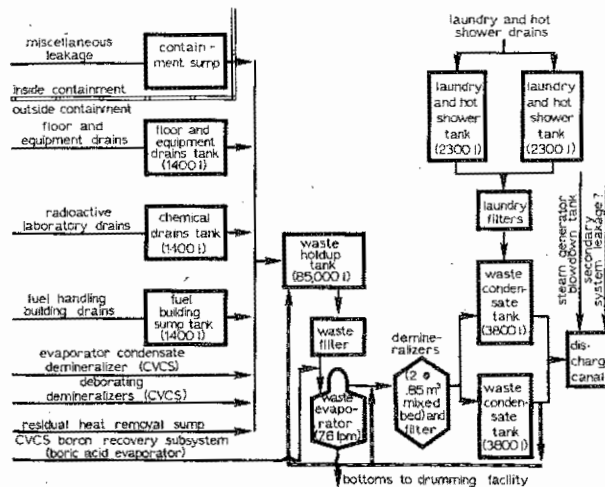 miscellaneous
leakage
contain-
ment sump
inside containment
outside containment
floor and
equipment drains
floor and
equipment
drains tank
(1400 l)
radioactive
laboratory drains
chemical
drains tank
(1400 l)
fuel handling
building drains
fuel
building
sump tank
(1400 l)
evaporator condensate
demineralizer (CVCS)
deborating
demineralizers (CVCS)
residual heat removal sump
CVCS boron recovery subsystem
(boric acid evaporator)
waste
holdup
tank
(85,000 l)
waste
filler
waste
evapo-
rator
(76 lpm)
bottoms to drumming facility
demine-
ralizers
(2 @
.85 m³
mixed
bed) and
filter
laundry and hot
shower drains
laundry
and hot
shower
tank
(2300 l)
laundry
and hot
shower
tank
(2300 l)
laundry
filters
waste
conden-
sate
tank
(3800 l)
waste
conden-
sate
tank
(3800 l)
steam generator
blowdown tank
secondary
system leakage?
dis-
charge
canal